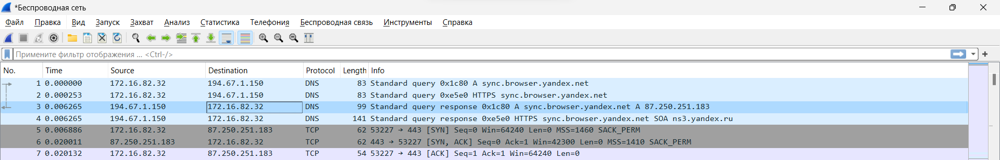 *Беспроводная сеть
Файл Правка Вид Запуск Захват Анализ Статистика Телефония Беспроводная связь Инструменты Справка
Примените фильтр отображения ... <Ctrl-/>
No. Time Source Destination Protocol Length Info
1 0.000000 172.16.82.32 194.67.1.150 DNS 83 Standard query 0x1c80 A sync.browser.yandex.net
2 0.000253 172.16.82.32 194.67.1.150 DNS 83 Standard query 0xe5e0 HTTPS sync.browser.yandex.net
3 0.006265 194.67.1.150 172.16.82.32 DNS 99 Standard query response 0x1c80 A sync.browser.yandex.net A 87.250.251.183
4 0.006265 194.67.1.150 172.16.82.32 DNS 141 Standard query response 0xe5e0 HTTPS sync.browser.yandex.net SOA ns3.yandex.ru
5 0.006886 172.16.82.32 87.250.251.183 TCP 62 53227 → 443 [SYN] Seq=0 Win=64240 Len=0 MSS=1460 SACK_PERM
6 0.020011 87.250.251.183 172.16.82.32 TCP 62 443 → 53227 [SYN, ACK] Seq=0 Ack=1 Win=42300 Len=0 MSS=1410 SACK_PERM
7 0.020132 172.16.82.32 87.250.251.183 TCP 54 53227 → 443 [ACK] Seq=1 Ack=1 Win=64240 Len=0